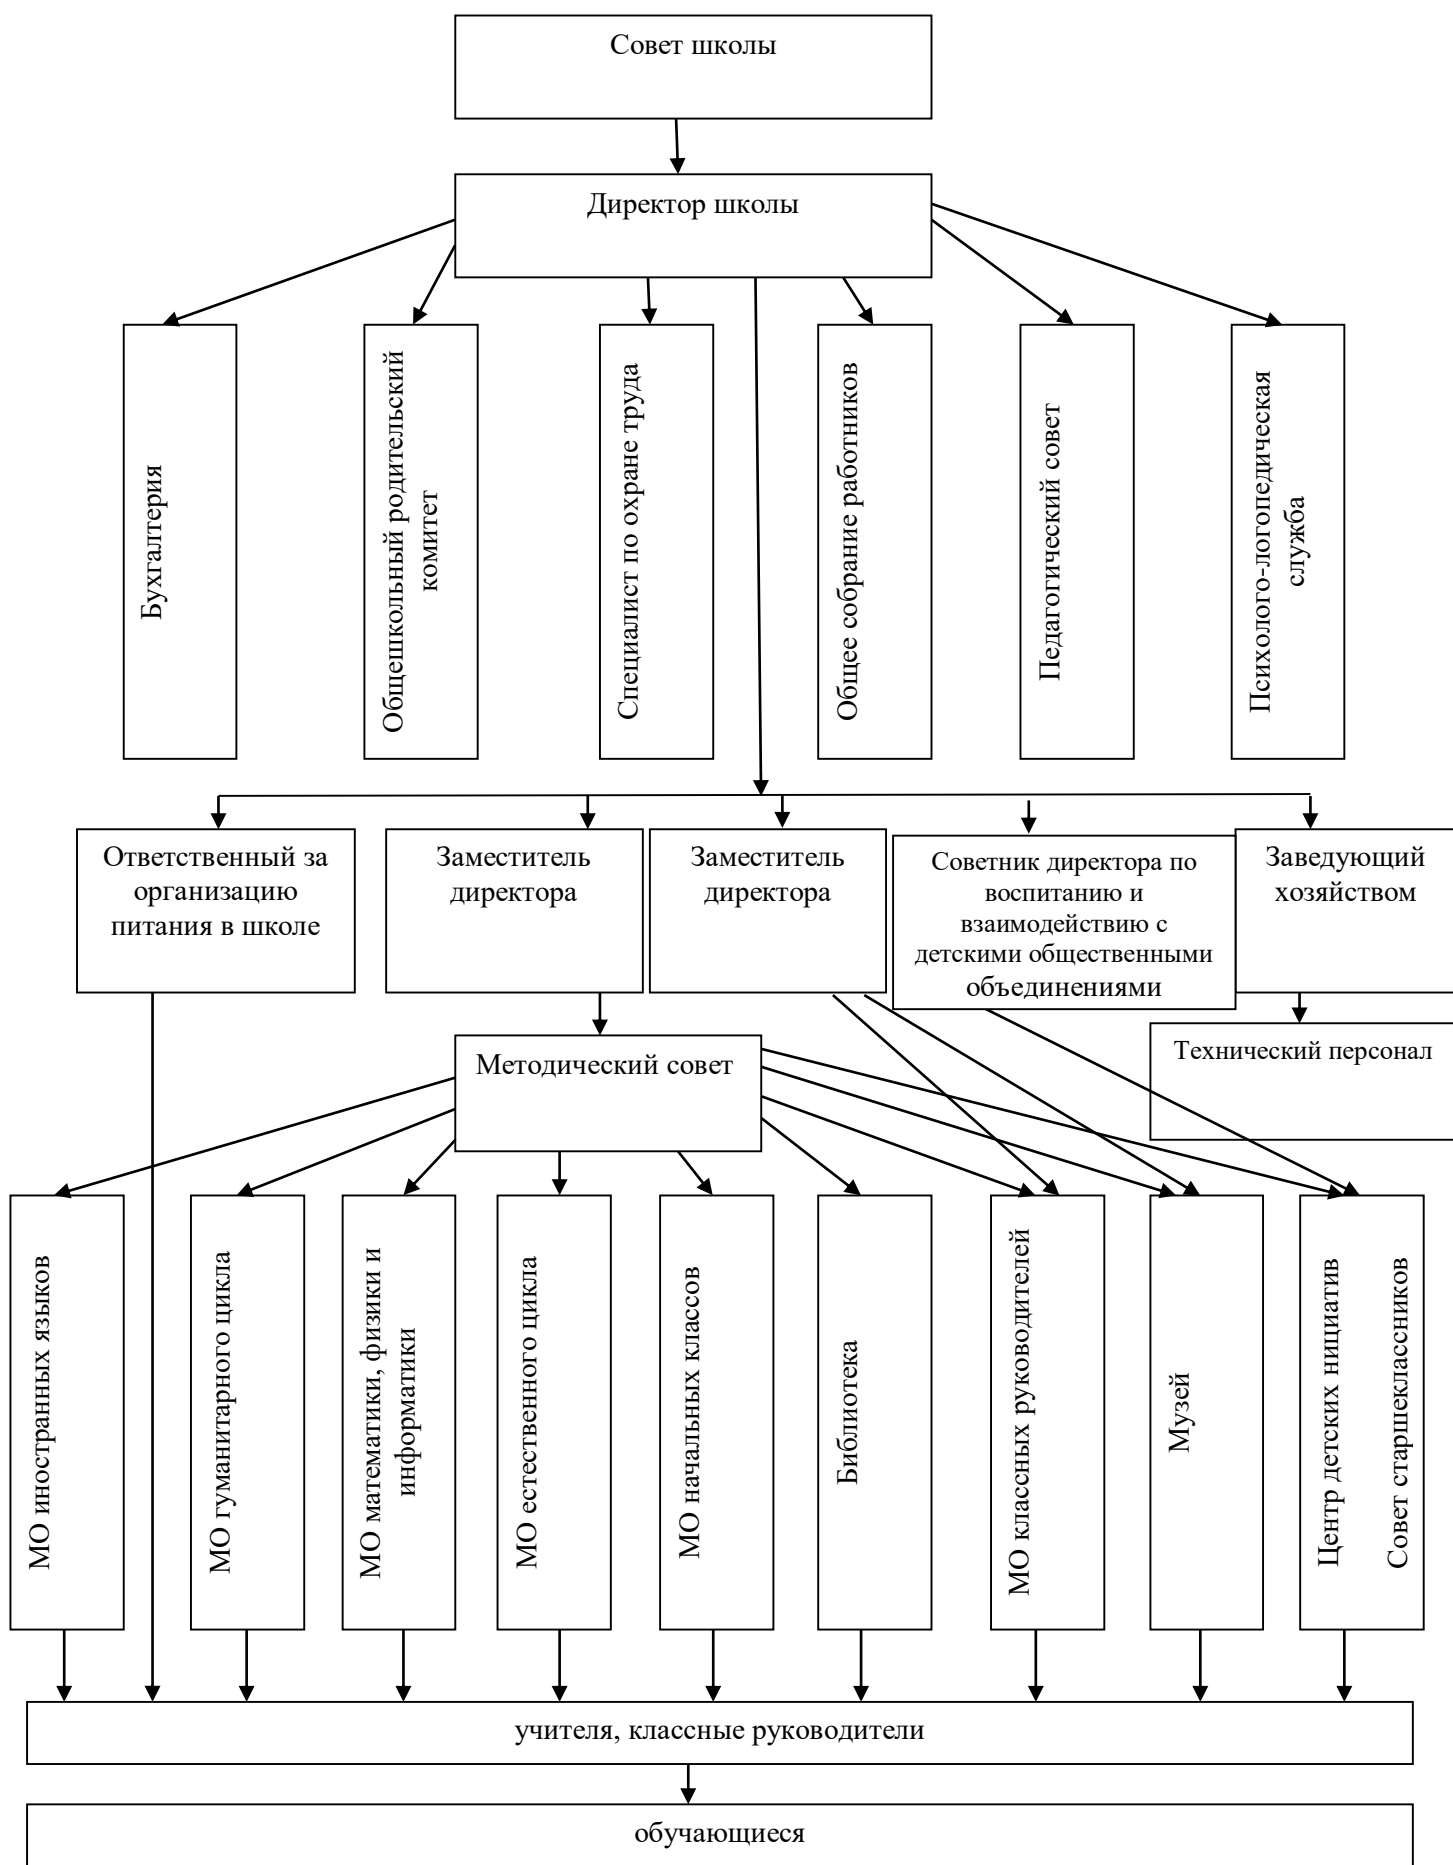 Совет школы
Директор школы
Бухгалтерия
Общешкольный родительский
комитет
Специалист по охране труда
Общее собрание работников
Педагогический совет
Психолого-логопедическая
служба
Ответственный за
организацию
питания в школе
Заместитель
директора
Заместитель
директора
Советник директора по
воспитанию и
взаимодействию с
детскими общественными
объединениями
Заведующий
хозяйством
Методический совет
Технический персонал
МО иностранных языков
МО гуманитарного цикла
МО математики, физики и
информатики
МО естественного цикла
МО начальных классов
Библиотека
МО классных руководителей
Музей
Центр детских нициатив
Совет старшеклассников
учителя, классные руководители
обучающиеся